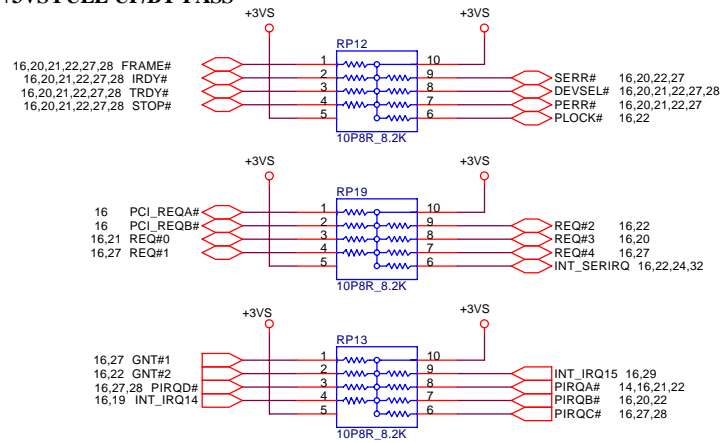 +3VS PULL-UP/BY-PASS
+3VS +3VS
RP12
16,20,21,22,27,28 FRAME# 1 10
16,20,21,22,27,28 IRDY# 2 9 SERR# 16,20,22,27
16,20,21,22,27,28 TRDY# 3 8 DEVSEL# 16,20,21,22,27,28
16,20,21,22,27,28 STOP# 4 7 PERR# 16,20,21,22,27
5 6 PLOCK# 16,22
10P8R_8.2K
+3VS +3VS
RP19
16 PCI_REQA# 1 10
16 PCI_REQB# 2 9 REQ#2 16,22
16,21 REQ#0 3 8 REQ#3 16,20
16,27 REQ#1 4 7 REQ#4 16,27
5 6 INT_SERIRQ 16,22,24,32
10P8R_8.2K
+3VS +3VS
RP13
16,27 GNT#1 1 10
16,22 GNT#2 2 9 INT_IRQ15 16,29
16,27,28 PIRQD# 3 8 PIRQA# 14,16,21,22
16,19 INT_IRQ14 4 7 PIRQB# 16,20,22
5 6 PIRQC# 16,27,28
10P8R_8.2K